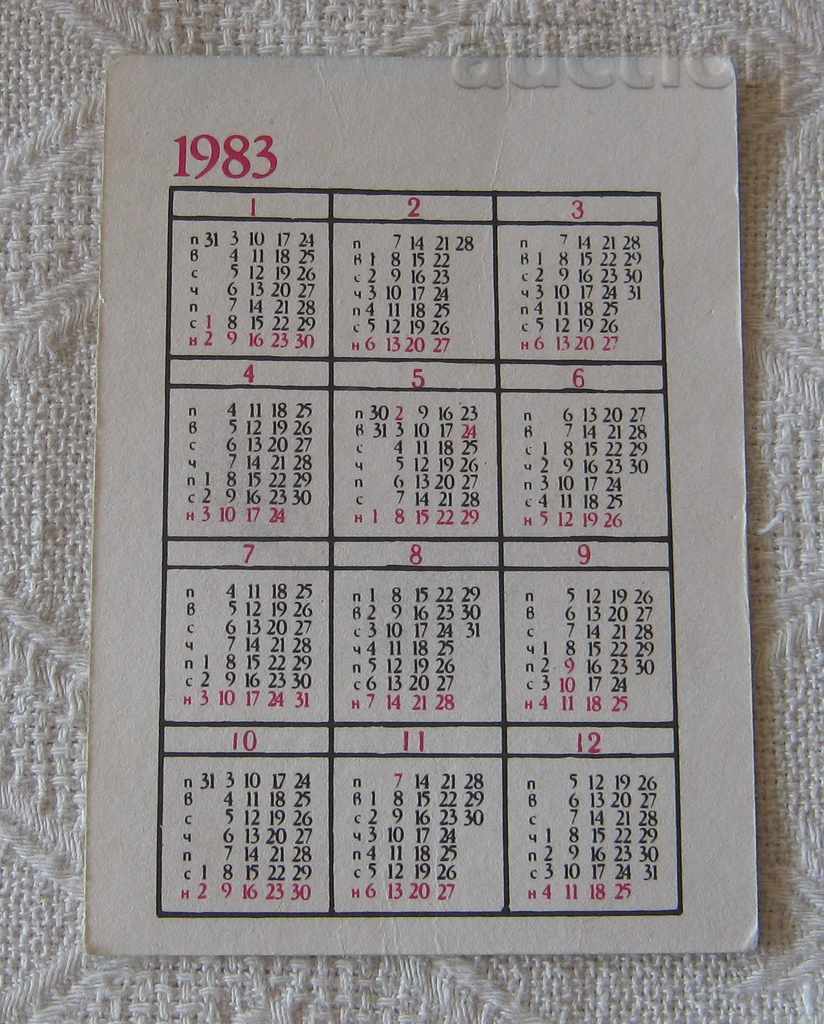 auction
1983
1 2 3
п 31 3 10 17 24 п 7 14 21 28 п 7 14 21 28
в 4 11 18 25 в 1 8 15 22 в 1 8 15 22 29
с 5 12 19 26 с 2 9 16 23 с 2 9 16 23 30
ч 6 13 20 27 ч 3 10 17 24 ч 3 10 17 24 31
п 7 14 21 28 п 4 11 18 25 п 4 11 18 25
с 1 8 15 22 29 с 5 12 19 26 с 5 12 19 26
н 2 9 16 23 30 н 6 13 20 27 н 6 13 20 27
4 5 6
п 4 11 18 25 п 30 2 9 16 23 п 6 13 20 27
в 5 12 19 26 в 31 3 10 17 24 в 7 14 21 28
с 6 13 20 27 с 4 11 18 25 с 1 8 15 22 29
ч 7 14 21 28 ч 5 12 19 26 ч 2 9 16 23 30
п 1 8 15 22 29 п 6 13 20 27 п 3 10 17 24
с 2 9 16 23 30 с 7 14 21 28 с 4 11 18 25
н 3 10 17 24 н 1 8 15 22 29 н 5 12 19 26
7 8 9
п 4 11 18 25 п 1 8 15 22 29 п 5 12 19 26
в 5 12 19 26 в 2 9 16 23 30 в 6 13 20 27
с 6 13 20 27 с 3 10 17 24 31 с 7 14 21 28
ч 7 14 21 28 ч 4 11 18 25 ч 1 8 15 22 29
п 1 8 15 22 29 п 5 12 19 26 п 2 9 16 23 30
с 2 9 16 23 30 с 6 13 20 27 с 3 10 17 24
н 3 10 17 24 31 н 7 14 21 28 н 4 11 18 25
10 11 12
п 31 3 10 17 24 п 7 14 21 28 п 5 12 19 26
в 4 11 18 25 в 1 8 15 22 29 в 6 13 20 27
с 5 12 19 26 с 2 9 16 23 30 с 7 14 21 28
ч 6 13 20 27 ч 3 10 17 24 ч 1 8 15 22 29
п 7 14 21 28 п 4 11 18 25 п 2 9 16 23 30
с 1 8 15 22 29 с 5 12 19 26 с 3 10 17 24 31
н 2 9 16 23 30 н 6 13 20 27 н 4 11 18 25